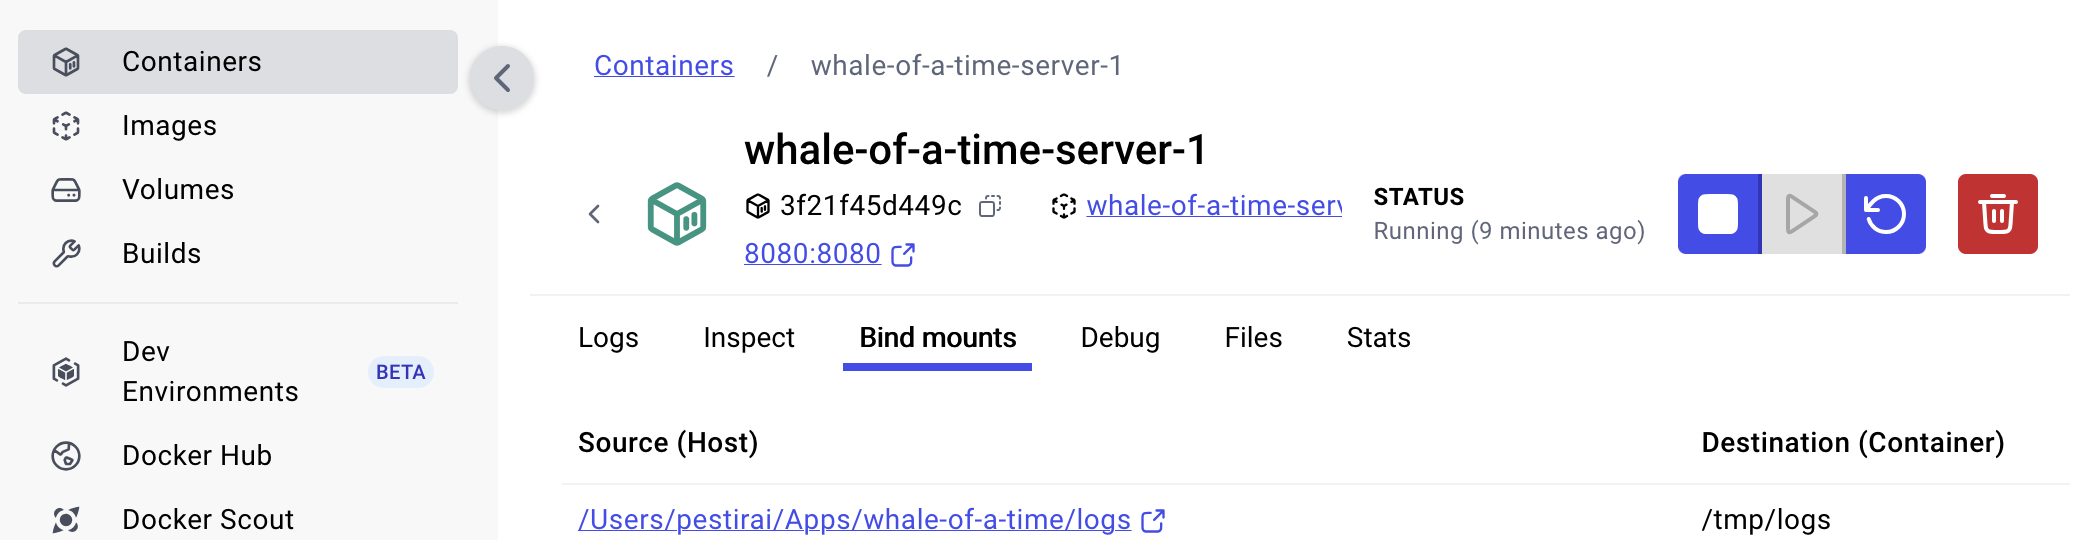 Containers
Images
Volumes
Builds
Dev
Environments
BETA
Docker Hub
Docker Scout
Containers / whale-of-a-time-server-1
whale-of-a-time-server-1
3f21f45d449c whale-of-a-time-serv
8080:8080
STATUS
Running (9 minutes ago)
Logs Inspect Bind mounts Debug Files Stats
Source (Host) Destination (Container)
/Users/pestirai/Apps/whale-of-a-time/logs /tmp/logs